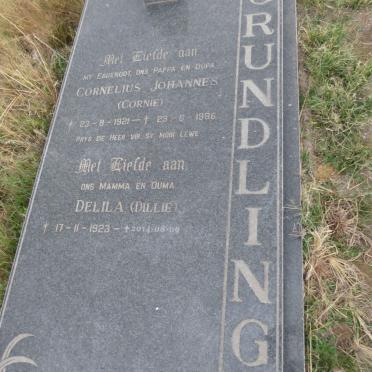 Met Liefde aan
MY EGGENOOT, ONS PAPPA EN OUPA
CORNELIUS JOHANNES
(CORNIE)
23-8-1921 - † 23-6-1986
PRYS DE HEER VIR SY MOOI LEWE
Met Liefde aan
ONS MAMMA EN OUMA
DELILA (DILLIE)
† 17-11-1923 - †2014-08-09
GRUNDLING